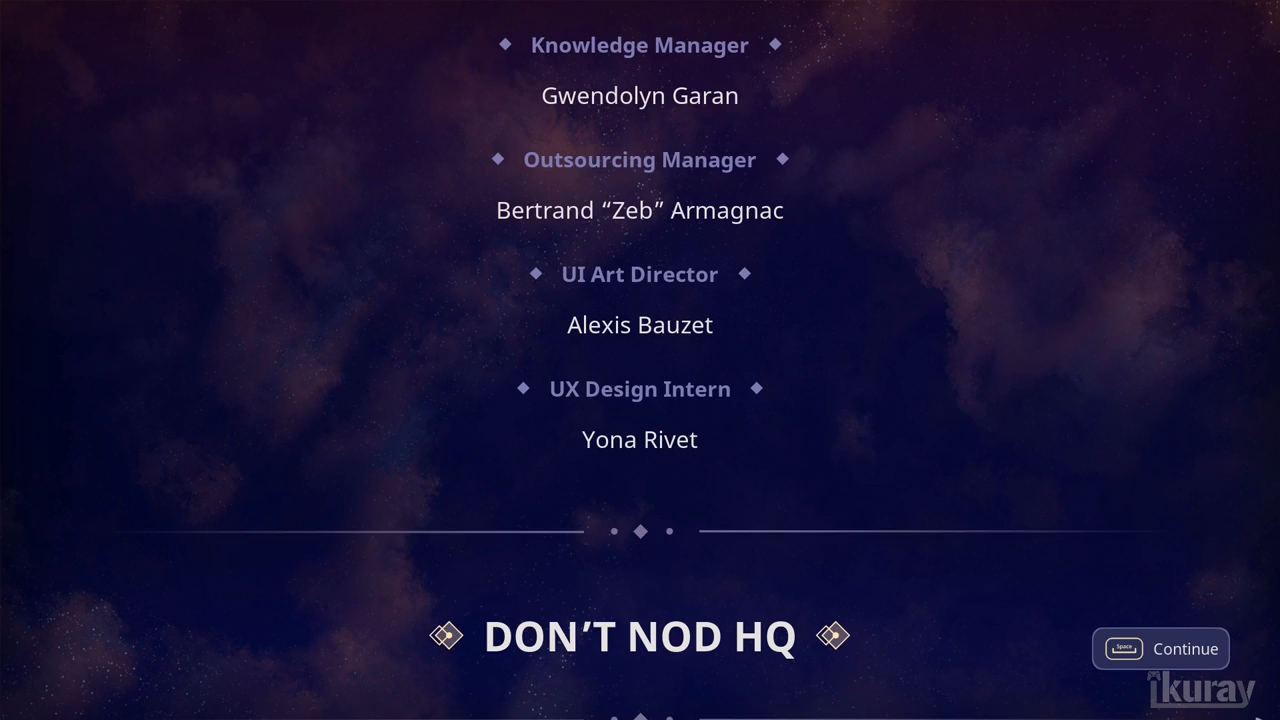 Knowledge Manager
Gwendolyn Garan
Outsourcing Manager
Bertrand “Zeb” Armagnac
UI Art Director
Alexis Bauzet
UX Design Intern
Yona Rivet
DON’T NOD HQ
Space Continue
ikuray